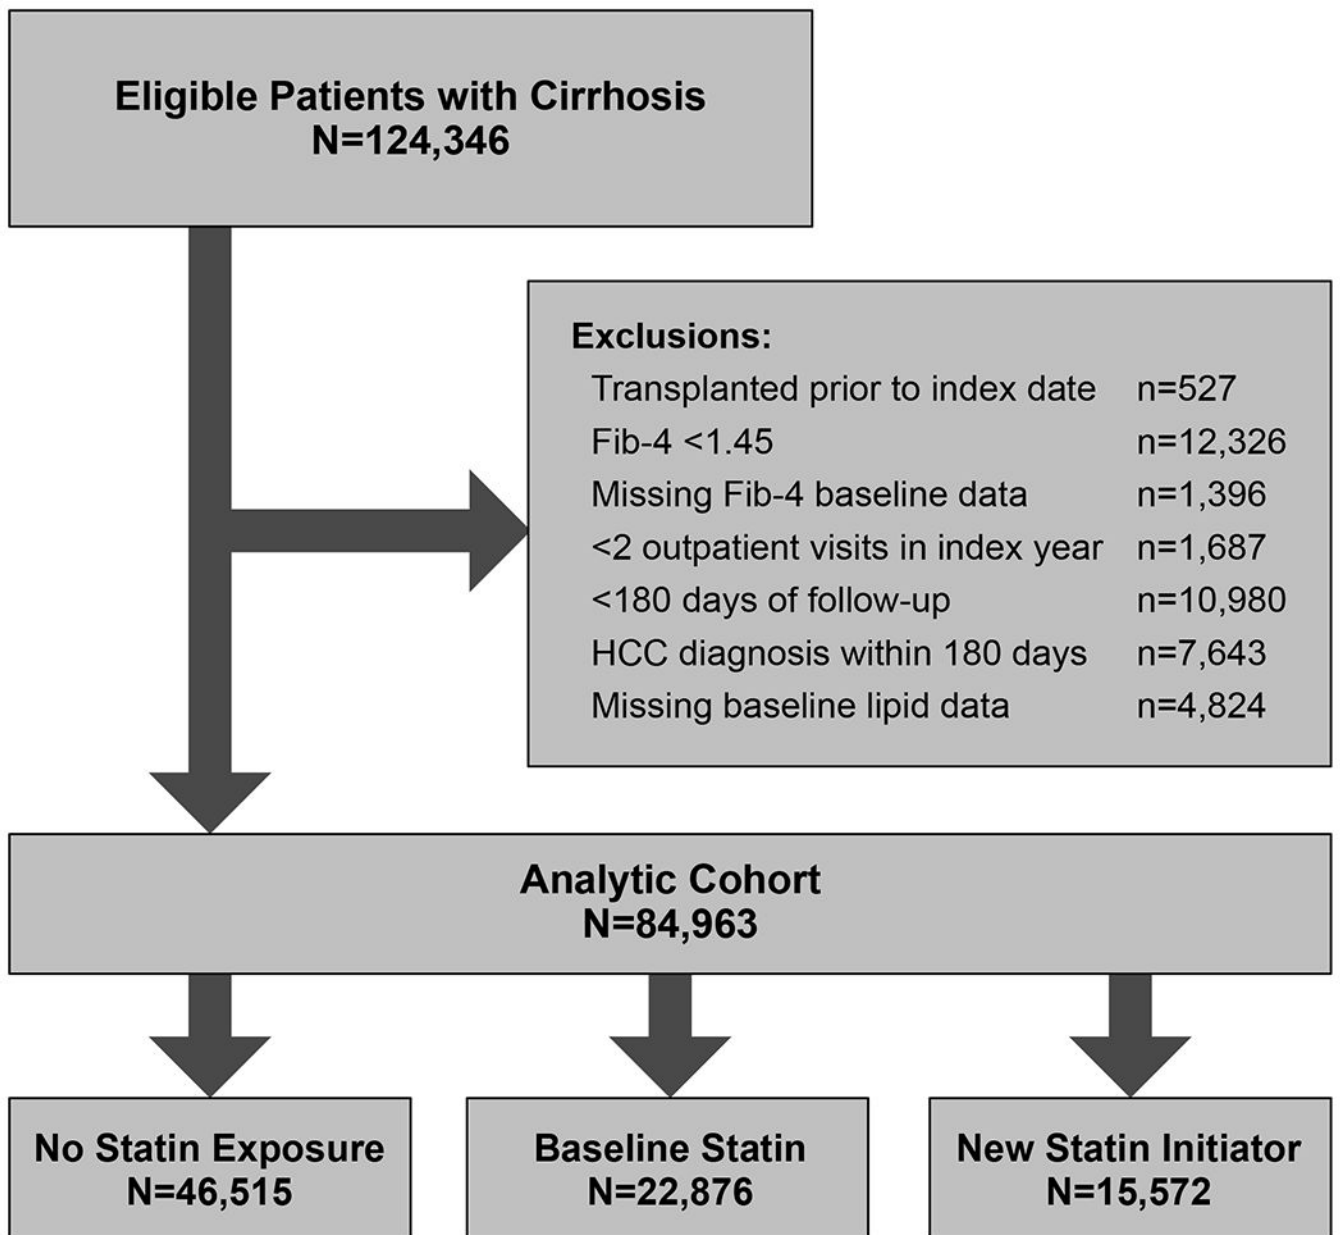 Eligible Patients with Cirrhosis
N=124,346
Exclusions:
Transplanted prior to index date n=527
Fib-4 <1.45 n=12,326
Missing Fib-4 baseline data n=1,396
<2 outpatient visits in index year n=1,687
<180 days of follow-up n=10,980
HCC diagnosis within 180 days n=7,643
Missing baseline lipid data n=4,824
Analytic Cohort
N=84,963
No Statin Exposure
N=46,515
Baseline Statin
N=22,876
New Statin Initiator
N=15,572